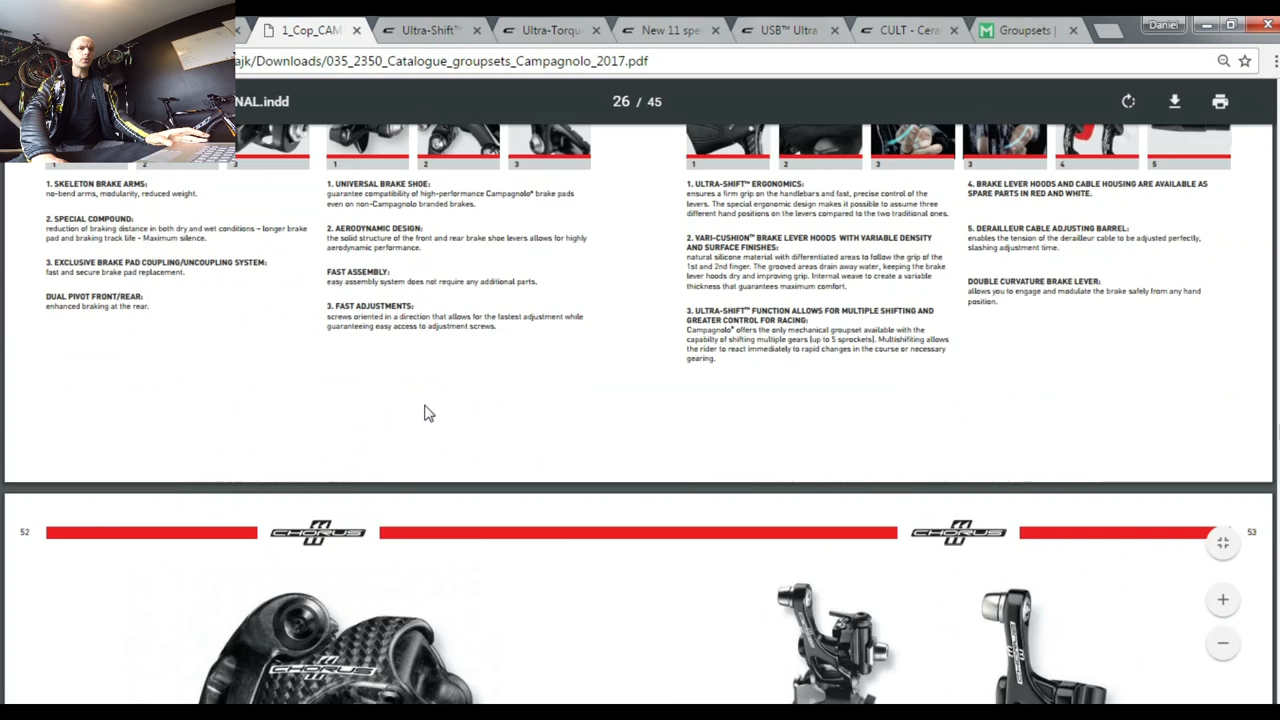 1_Cop_CAM
Ultra-Shift™
Ultra-Torqu
New 11 spe
USB™ Ultra
CULT - Cera
Groupsets |
Daniel
ajk/Downloads/035_2350_Catalogue_groupsets_Campagnolo_2017.pdf
NAL.indd
26 / 45
1 2 3
1 2 3
1 2 3 3 4 5
1. SKELETON BRAKE ARMS:
no-bend arms, modularity, reduced weight.
2. SPECIAL COMPOUND:
reduction of braking distance in both dry and wet conditions – longer brake
pad and braking track life - Maximum silence.
3. EXCLUSIVE BRAKE PAD COUPLING/UNCOUPLING SYSTEM:
fast and secure brake pad replacement.
DUAL PIVOT FRONT/REAR:
enhanced braking at the rear.
1. UNIVERSAL BRAKE SHOE:
guarantee compatibility of high-performance Campagnolo® brake pads
even on non-Campagnolo branded brakes.
2. AERODYNAMIC DESIGN:
the solid structure of the front and rear brake shoe levers allows for highly
aerodynamic performance.
FAST ASSEMBLY:
easy assembly system does not require any additional parts.
3. FAST ADJUSTMENTS:
screws oriented in a direction that allows for the fastest adjustment while
guaranteeing easy access to adjustment screws.
1. ULTRA-SHIFT™ ERGONOMICS:
ensures a firm grip on the handlebars and fast, precise control of the
levers. The special ergonomic design makes it possible to assume three
different hand positions on the levers compared to the two traditional ones.
2. VARI-CUSHION™ BRAKE LEVER HOODS WITH VARIABLE DENSITY
AND SURFACE FINISHES:
natural silicone material with differentiated areas to follow the grip of the
1st and 2nd finger. The grooved areas drain away water, keeping the brake
lever hoods dry and improving grip. Internal weave to create a variable
thickness that guarantees maximum comfort.
3. ULTRA-SHIFT™ FUNCTION ALLOWS FOR MULTIPLE SHIFTING AND
GREATER CONTROL FOR RACING:
Campagnolo® offers the only mechanical groupset available with the
capabilty of shifting multiple gears (up to 5 sprockets). Multishifiting allows
the rider to react immediately to rapid changes in the course or necessary
gearing.
4. BRAKE LEVER HOODS AND CABLE HOUSING ARE AVAILABLE AS
SPARE PARTS IN RED AND WHITE.
5. DERAILLEUR CABLE ADJUSTING BARREL:
enables the tension of the derailleur cable to be adjusted perfectly,
slashing adjustment time.
DOUBLE CURVATURE BRAKE LEVER:
allows you to engage and modulate the brake safely from any hand
position.
52
CHORUS
CHORUS
53
CHORUS
CHORUS